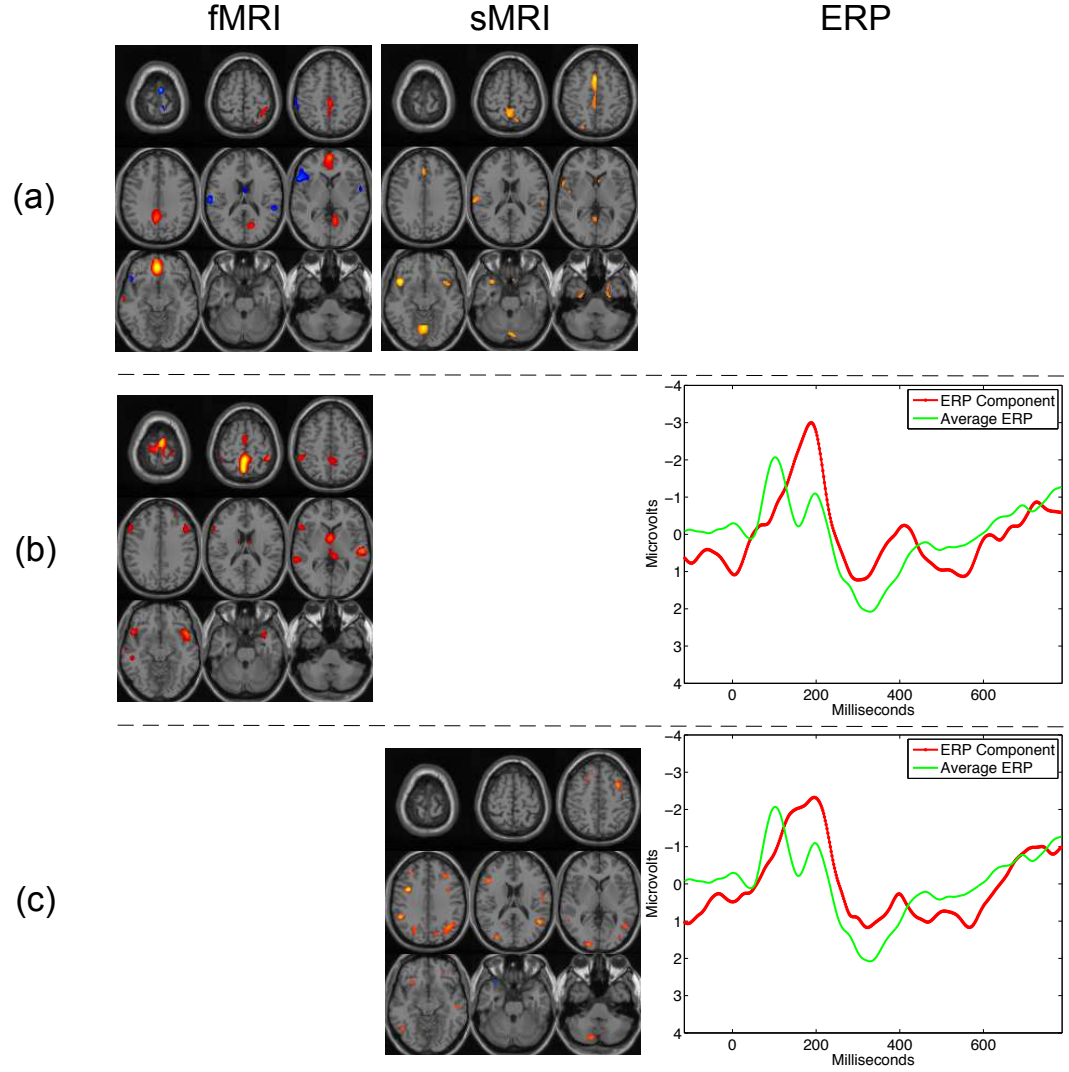 fMRI sMRI ERP
(a)
(b)
−4
−3
−2
−1
0
1
2
3
4
Microvolts
0 200 400 600
Milliseconds
ERP Component
Average ERP
(c)
−4
−3
−2
−1
0
1
2
3
4
Microvolts
0 200 400 600
Milliseconds
ERP Component
Average ERP